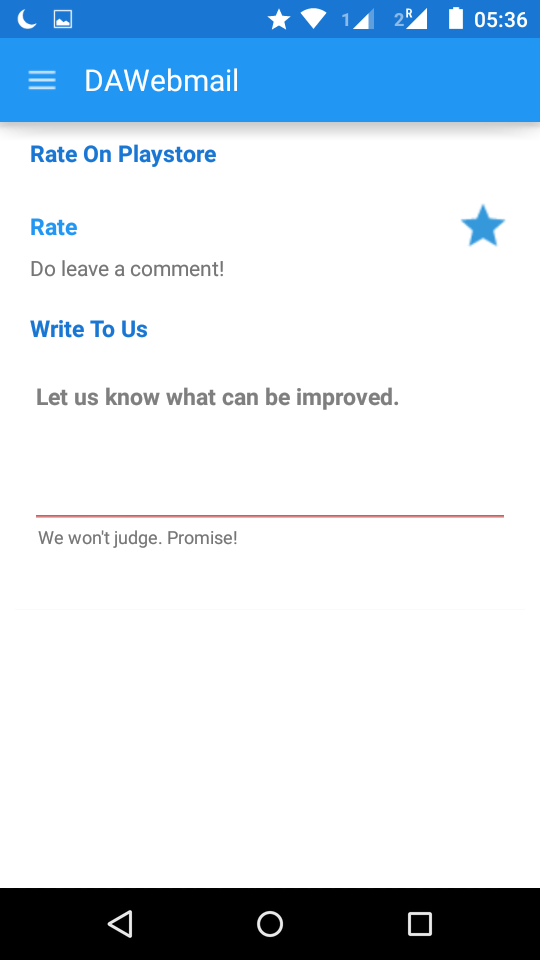 1 2 R 05:36
DAWebmail
Rate On Playstore
Rate
Do leave a comment!
Write To Us
Let us know what can be improved.
We won't judge. Promise!